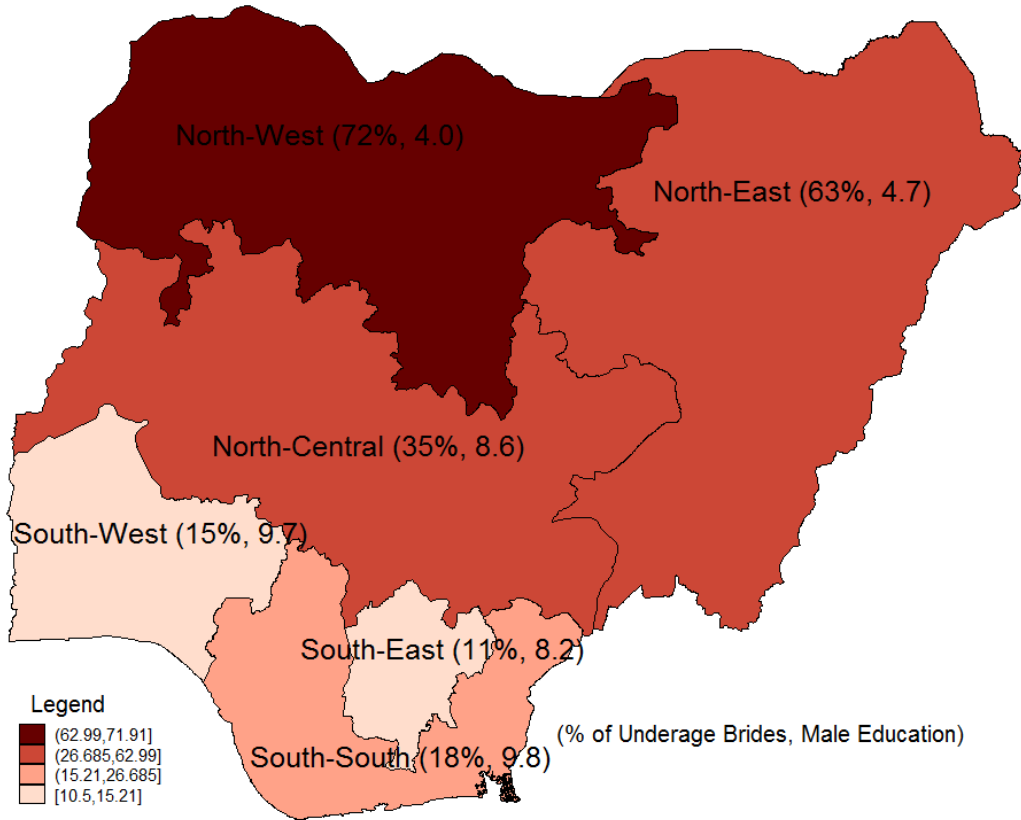 North-West (72%, 4.0)
North-East (63%, 4.7)
North-Central (35%, 8.6)
South-West (15%, 9.7)
South-East (11%, 8.2)
Legend
(62.99,71.91]
(26.685,62.99]
(15.21,26.685]
[10.5,15.21]
(% of Underage Brides, Male Education)
South-South (18%, 9.8)